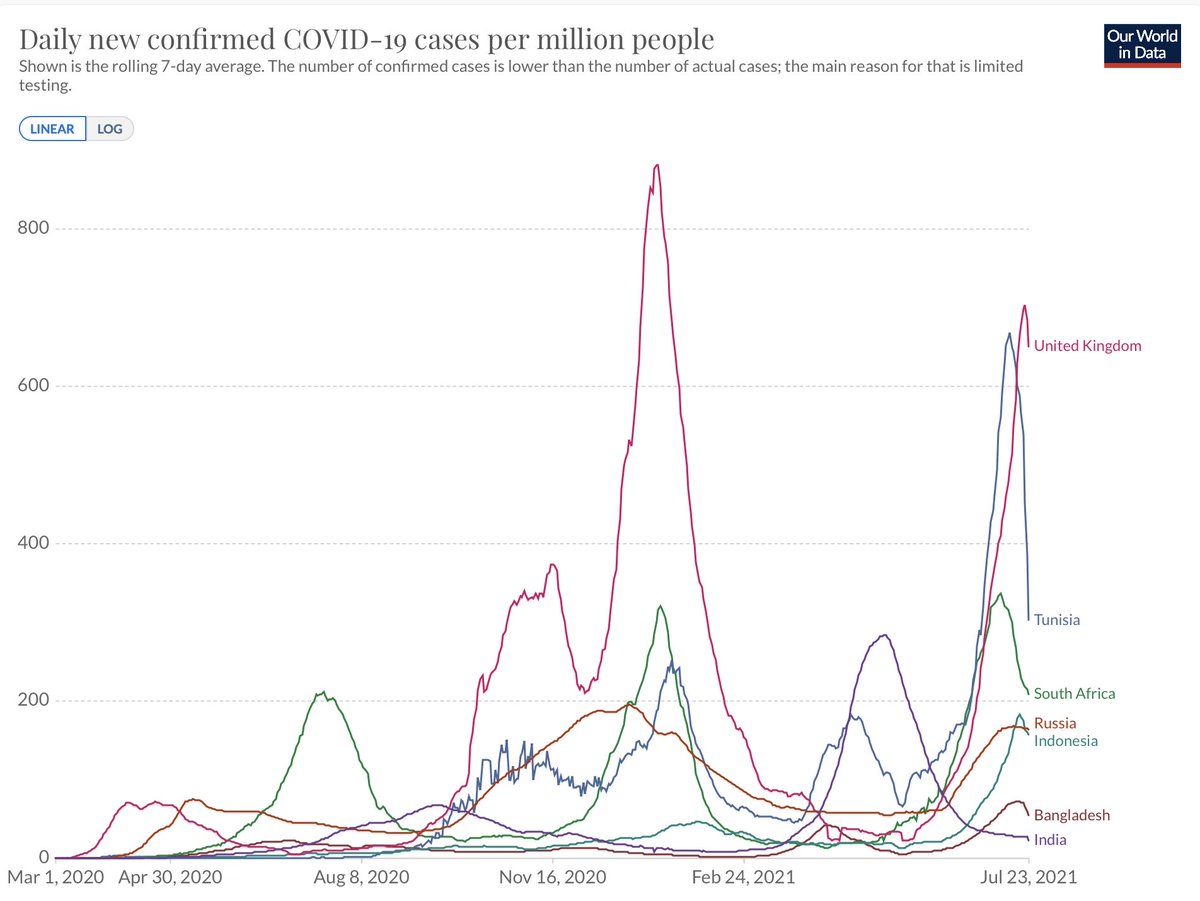 Daily new confirmed COVID-19 cases per million people
Our World
in Data
Shown is the rolling 7-day average. The number of confirmed cases is lower than the number of actual cases; the main reason for that is limited
testing.
LINEAR LOG
800
600
400
200
0
United Kingdom
Tunisia
South Africa
Russia
Indonesia
Bangladesh
India
Mar 1, 2020 Apr 30, 2020 Aug 8, 2020 Nov 16, 2020 Feb 24, 2021 Jul 23, 2021